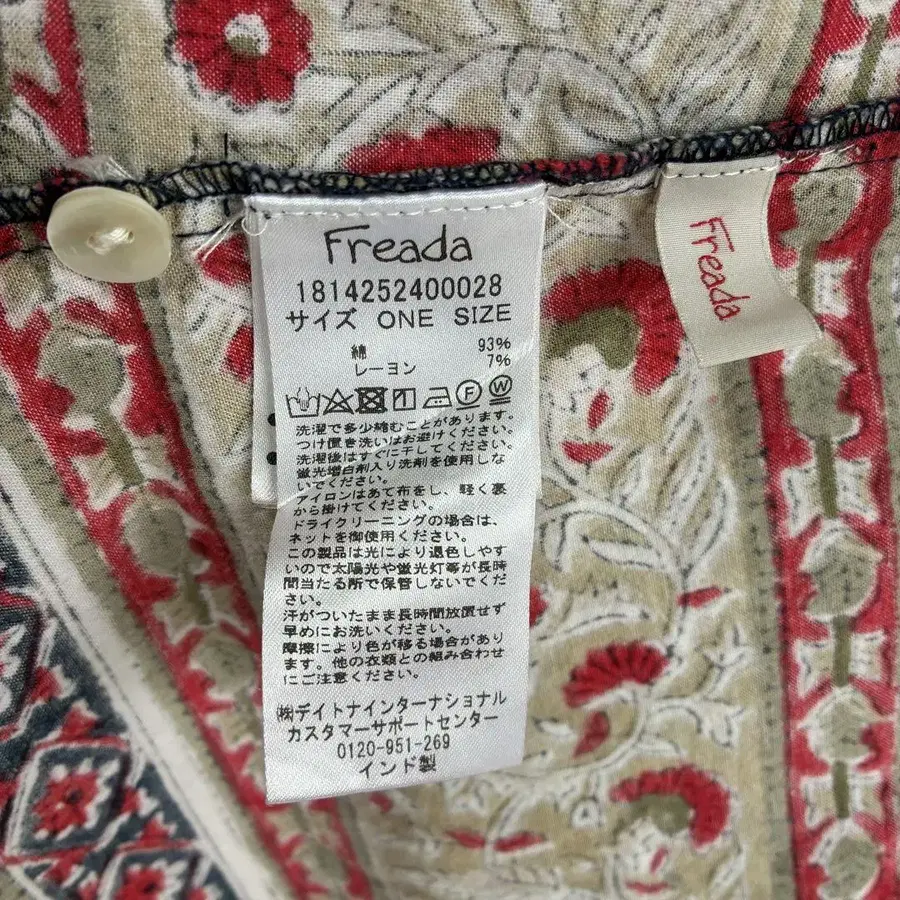 Freada
1814252400028
サイズ ONE SIZE
綿 93%
レーヨン 7%
洗濯で多少縮むことがあります。
つけ置き洗いはお避けください。
洗濯後はすぐに干してください。
蛍光増白剤入り洗剤を使用しな
いでください。
アイロンはあて布をし、軽く裏
から掛けてください。
ドライクリーニングの場合は、
ネットを御使用ください。
この製品は光により退色しやす
いので太陽光や蛍光灯等が長時
間当たる所で保管しないでくだ
さい。
汗がついたまま長時間放置せず
早めにお洗いください。
摩擦により色が移る場合があり
ます。他の衣類との組み合わせ
にご注意ください。
㈱デイトナインターナショナル
カスタマーサポートセンター
0120-951-269
インド製
Freada